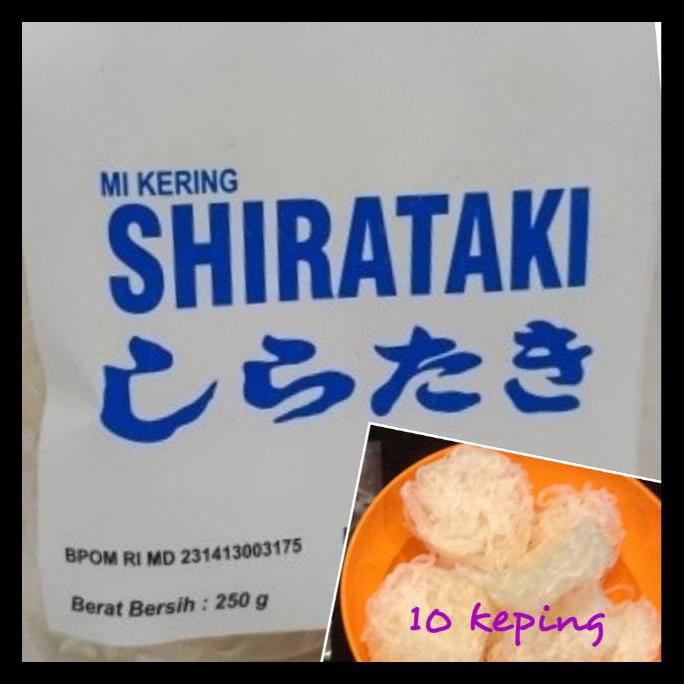 MI KERING
SHIRATAKI
しらたき
BPOM RI MD 231413003175
Berat Bersih : 250 g
10 keping